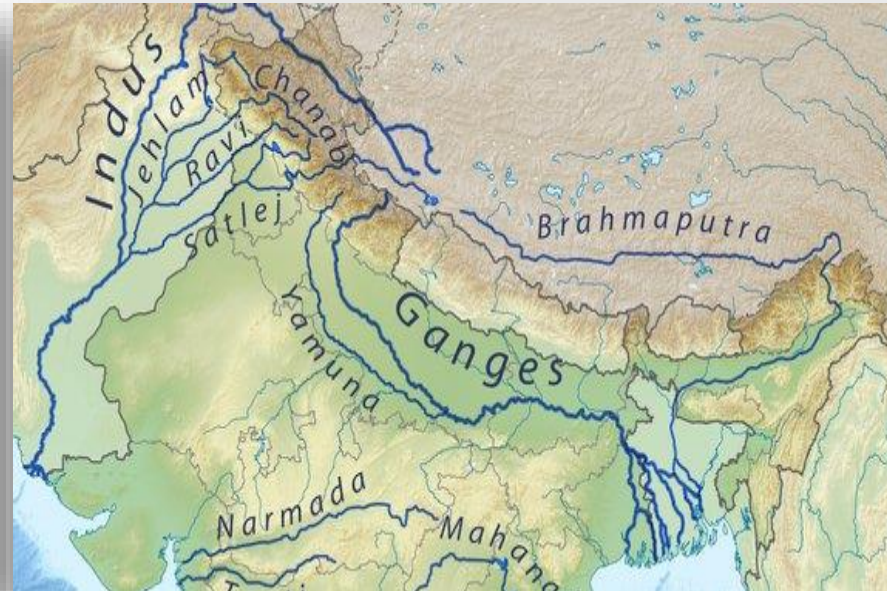 Indus
Jehlam
Chanab
Ravi
Satlej
Brahmaputra
Yamuna
Ganges
Narmada